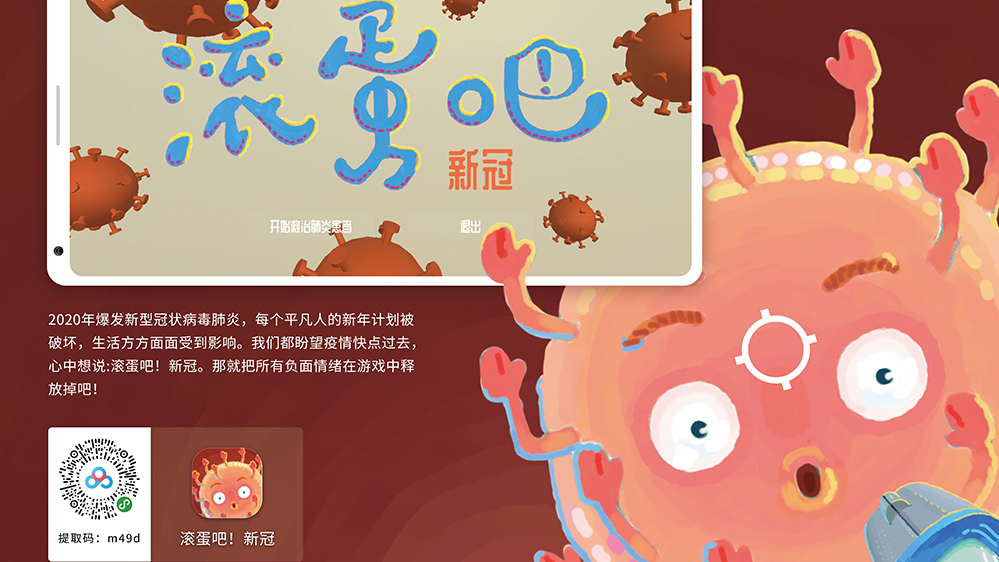 滚蛋吧!
新冠
开始救治肺炎患者
退出
2020年爆发新型冠状病毒肺炎，每个平凡人的新年计划被
破坏，生活方方面面受到影响。我们都盼望疫情快点过去，
心中想说:滚蛋吧！新冠。那就把所有负面情绪在游戏中释
放掉吧！
提取码：m49d
滚蛋吧！新冠